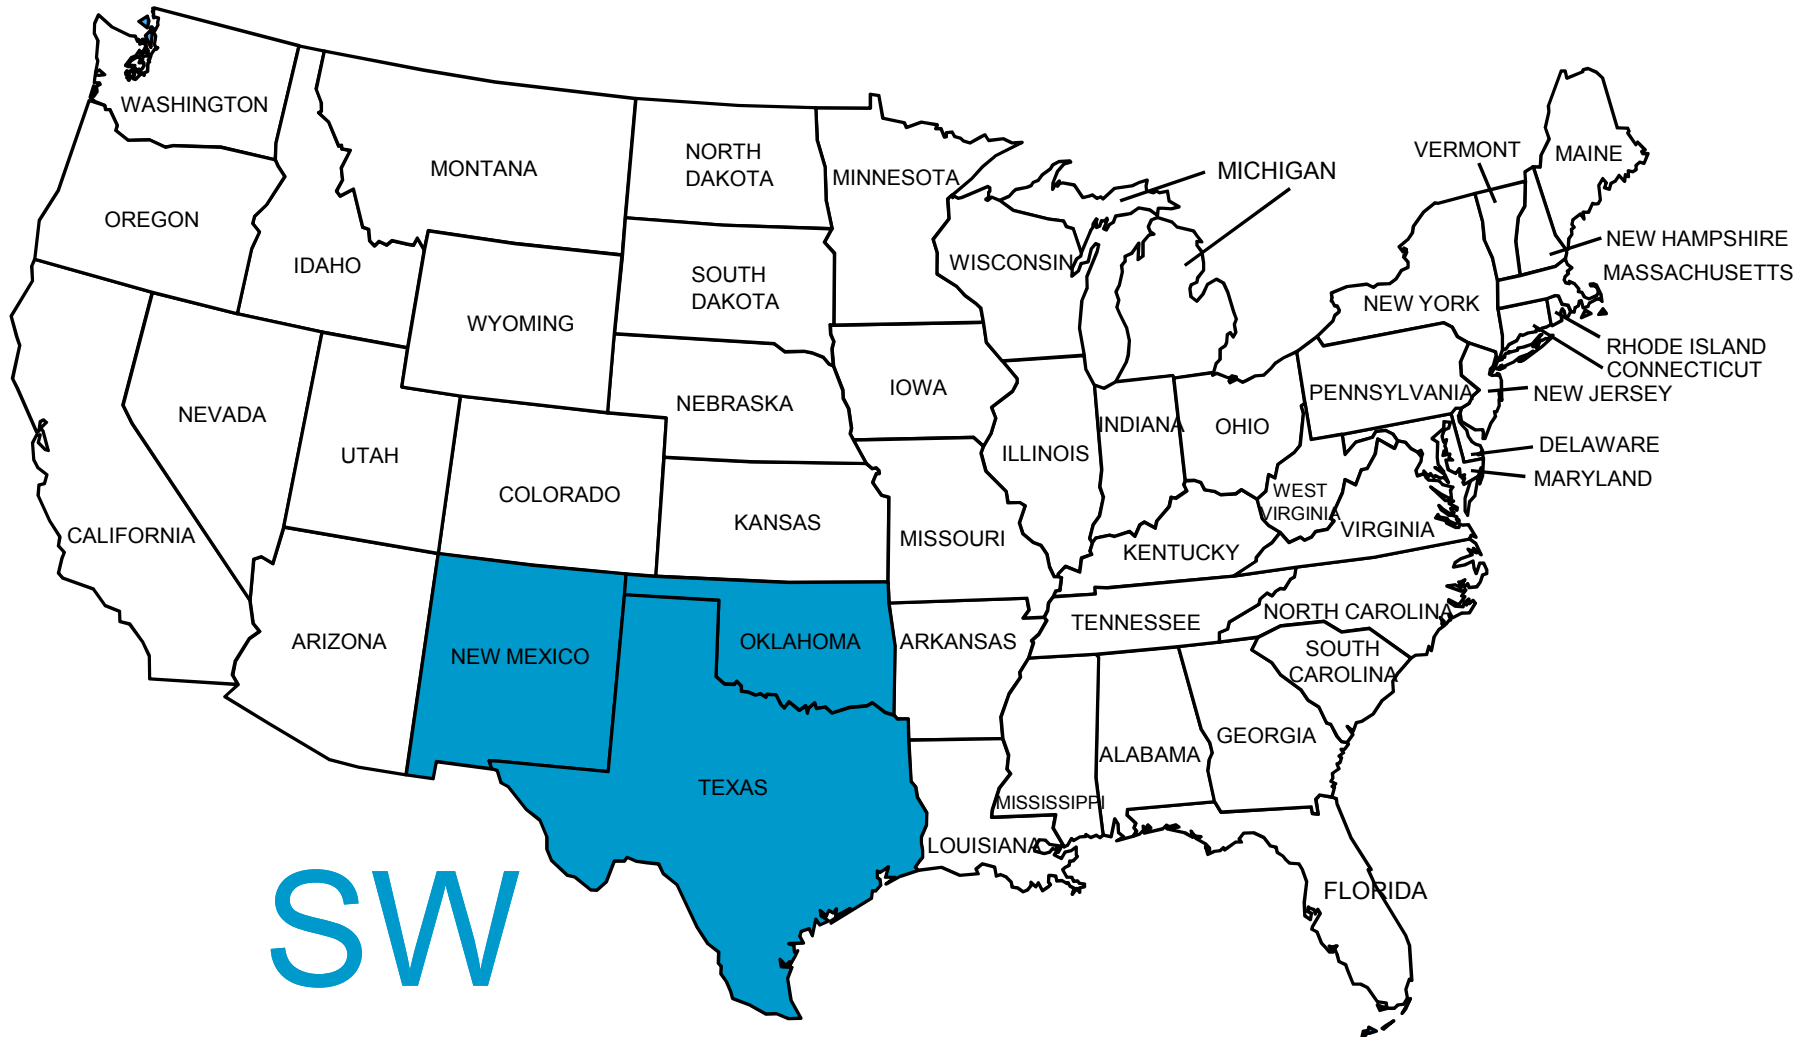 WASHINGTON
MONTANA
NORTH
DAKOTA
MINNESOTA
MICHIGAN
VERMONT
MAINE
OREGON
IDAHO
SOUTH
DAKOTA
WISCONSIN
NEW HAMPSHIRE
MASSACHUSETTS
WYOMING
NEW YORK
RHODE ISLAND
CONNECTICUT
NEVADA
NEBRASKA
IOWA
PENNSYLVANIA
NEW JERSEY
UTAH
COLORADO
ILLINOIS
INDIANA
OHIO
DELAWARE
MARYLAND
CALIFORNIA
KANSAS
MISSOURI
WEST
VIRGINIA
VIRGINIA
KENTUCKY
ARIZONA
NEW MEXICO
OKLAHOMA
ARKANSAS
TENNESSEE
NORTH CAROLINA
SOUTH
CAROLINA
TEXAS
MISSISSIPPI
ALABAMA
GEORGIA
LOUISIANA
FLORIDA
SW